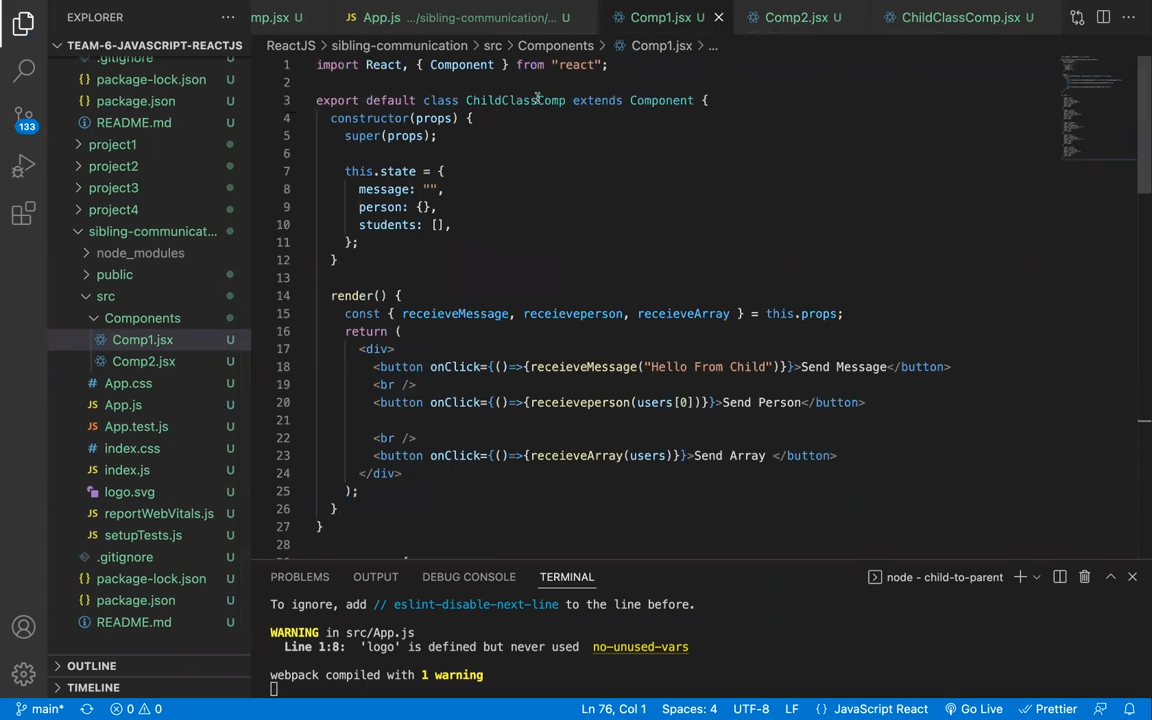 EXPLORER
mp.jsx
App.js .../sibling-communication/... U
Comp1.jsx U
Comp2.jsx U
ChildClassComp.jsx U
TEAM-6-JAVASCRIPT-REACTJS
ReactJS > sibling-communication > src > Components > Comp1.jsx > ...
.gitignore
package-lock.json U
package.json U
README.md U
project1
project2
project3
project4
sibling-communicat...
node_modules
public
src
Components
Comp1.jsx U
Comp2.jsx U
App.css U
App.js U
App.test.js U
index.css U
index.js U
logo.svg U
reportWebVitals.js U
setupTests.js U
.gitignore U
package-lock.json U
package.json U
README.md U
OUTLINE
TIMELINE
133
1 import React, { Component } from "react";
2
3 export default class ChildClassComp extends Component {
4 constructor(props) {
5 super(props);
6
7 this.state = {
8 message: "",
9 person: {},
10 students: [],
11 };
12 }
13
14 render() {
15 const { receieveMessage, receieveperson, receieveArray } = this.props;
16 return (
17 <div>
18 <button onClick={()=>{receieveMessage("Hello From Child")}}>Send Message</button>
19 <br />
20 <button onClick={()=>{receieveperson(users[0])}}>Send Person</button>
21
22 <br />
23 <button onClick={()=>{receieveArray(users)}}>Send Array </button>
24 </div>
25 );
26 }
27 }
28
PROBLEMS OUTPUT DEBUG CONSOLE TERMINAL
node - child-to-parent
To ignore, add // eslint-disable-next-line to the line before.
WARNING in src/App.js
Line 1:8: 'logo' is defined but never used no-unused-vars
webpack compiled with 1 warning
main* 0 0 Ln 76, Col 1 Spaces: 4 UTF-8 LF {} JavaScript React Go Live Prettier